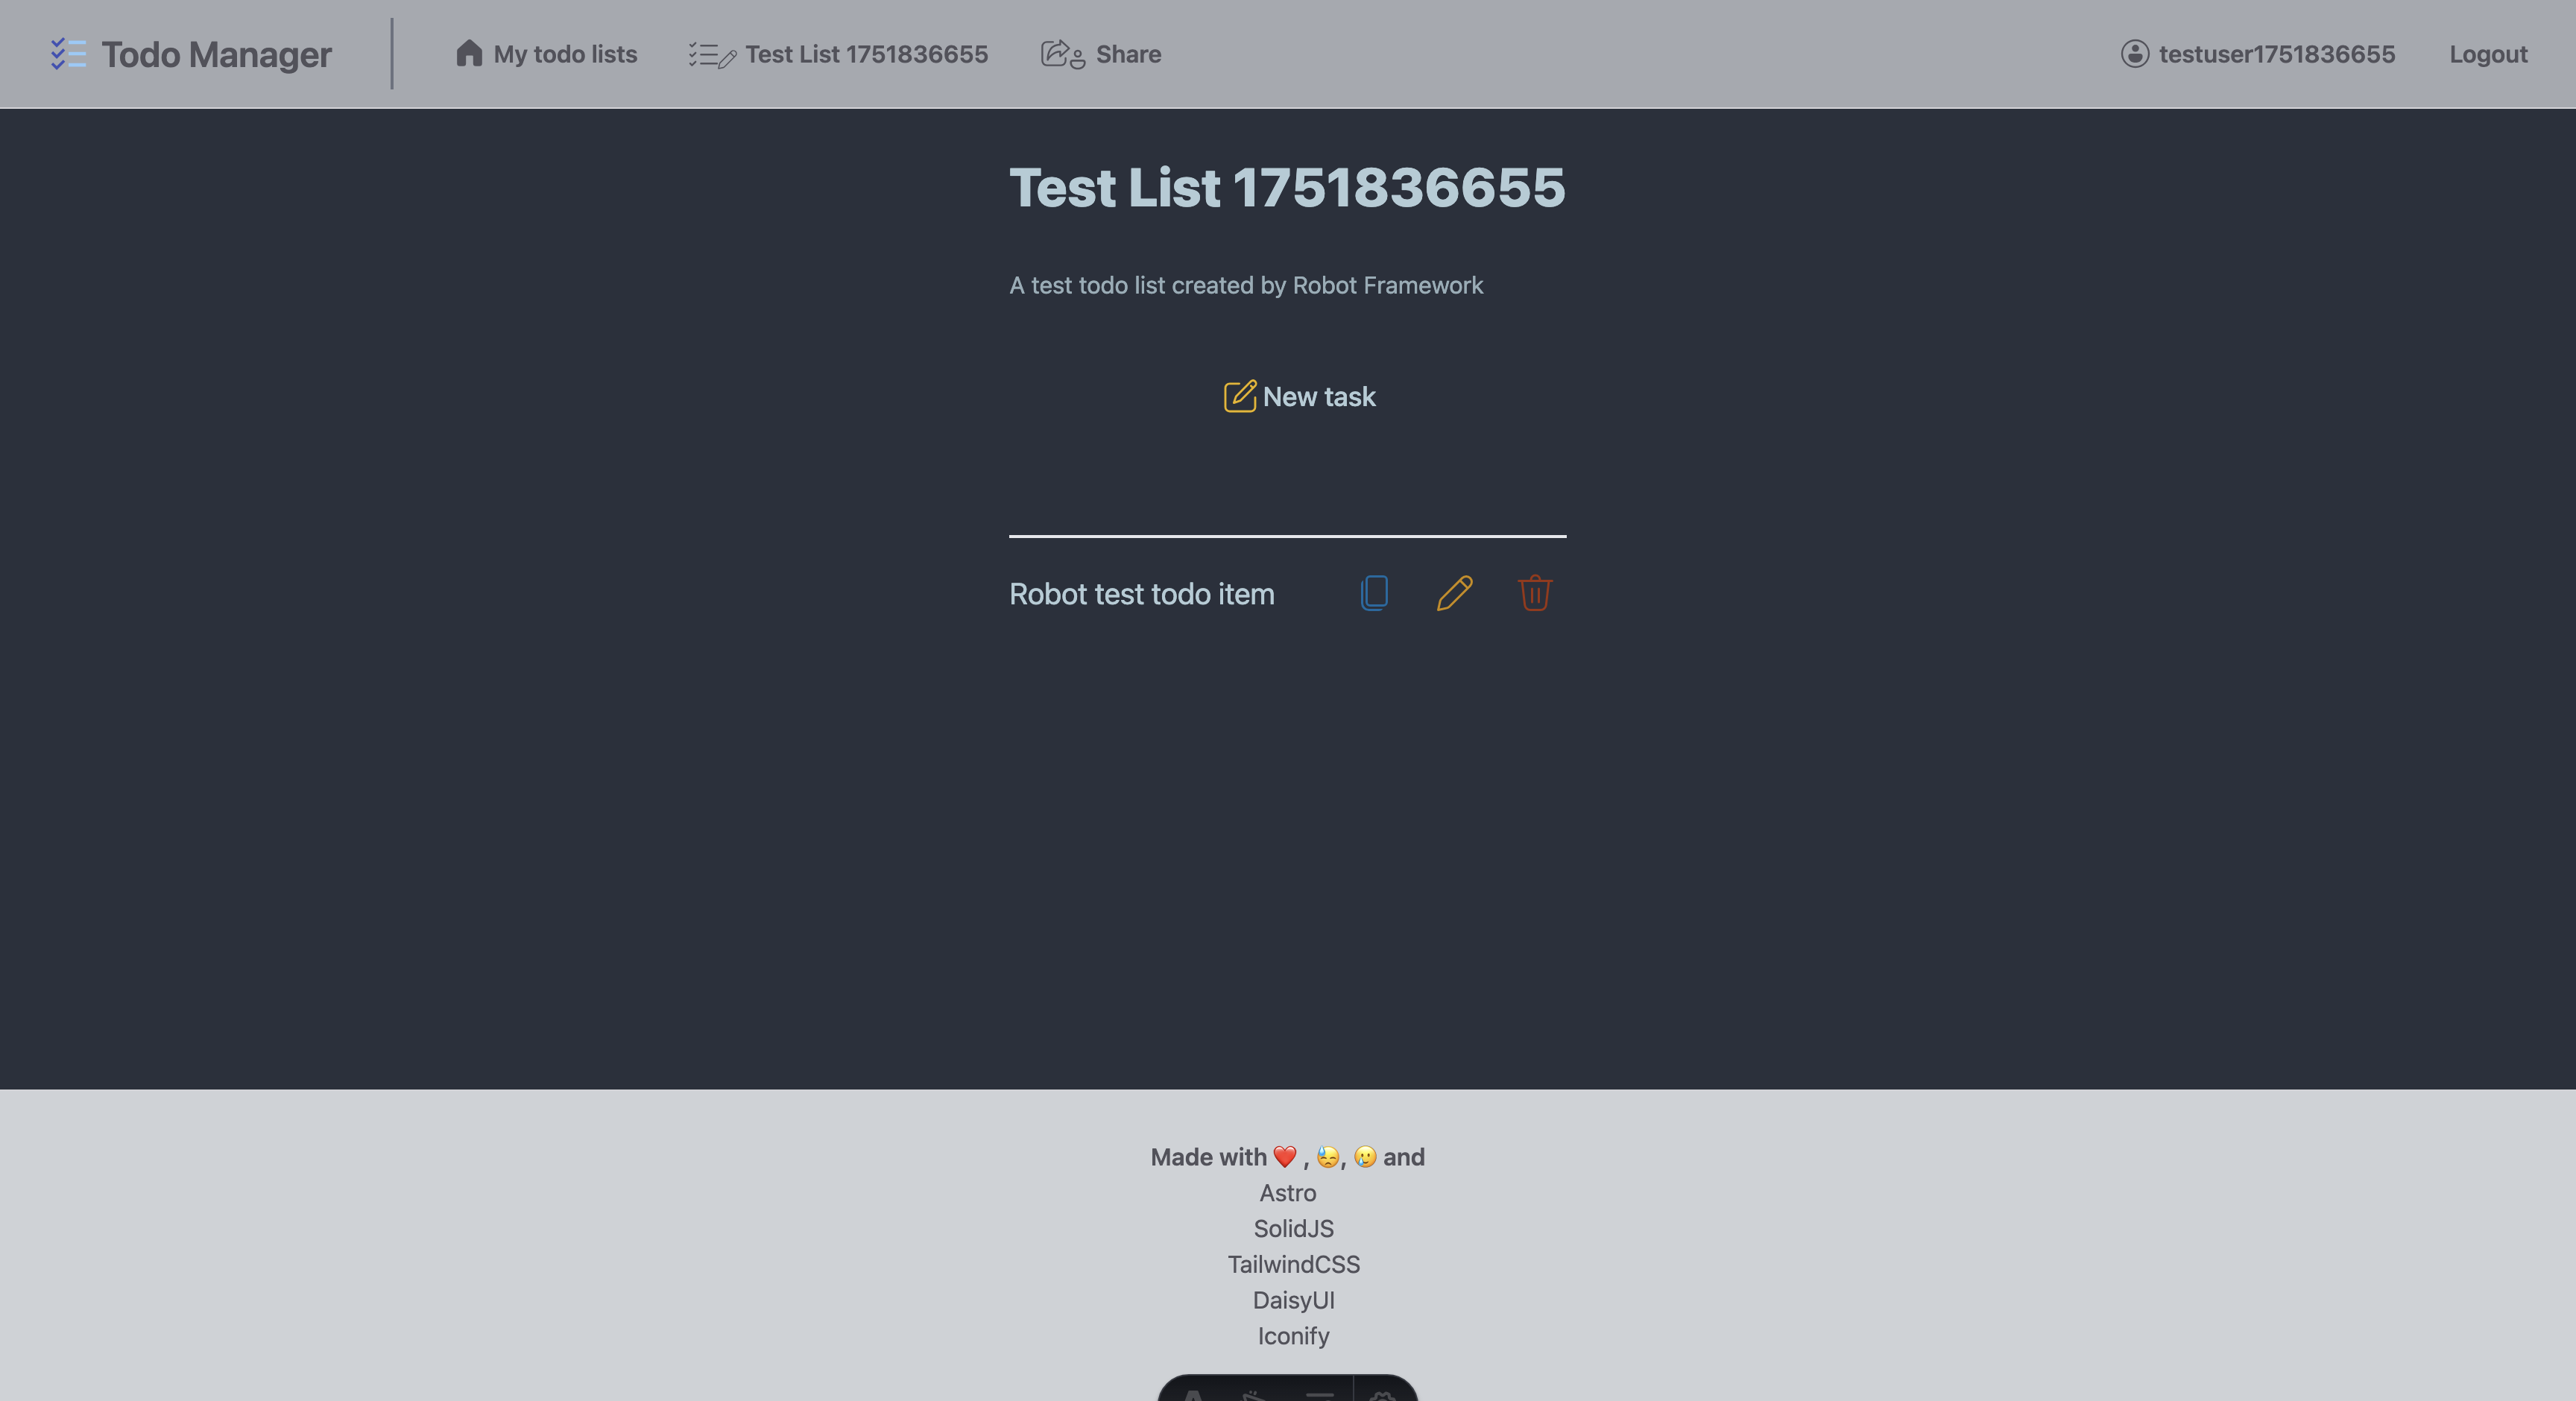 Todo Manager
My todo lists
Test List 1751836655
Share
testuser1751836655
Logout
Test List 1751836655
A test todo list created by Robot Framework
New task
Robot test todo item
Made with ❤️ , 😓, 🥲 and
Astro
SolidJS
TailwindCSS
DaisyUI
Iconify